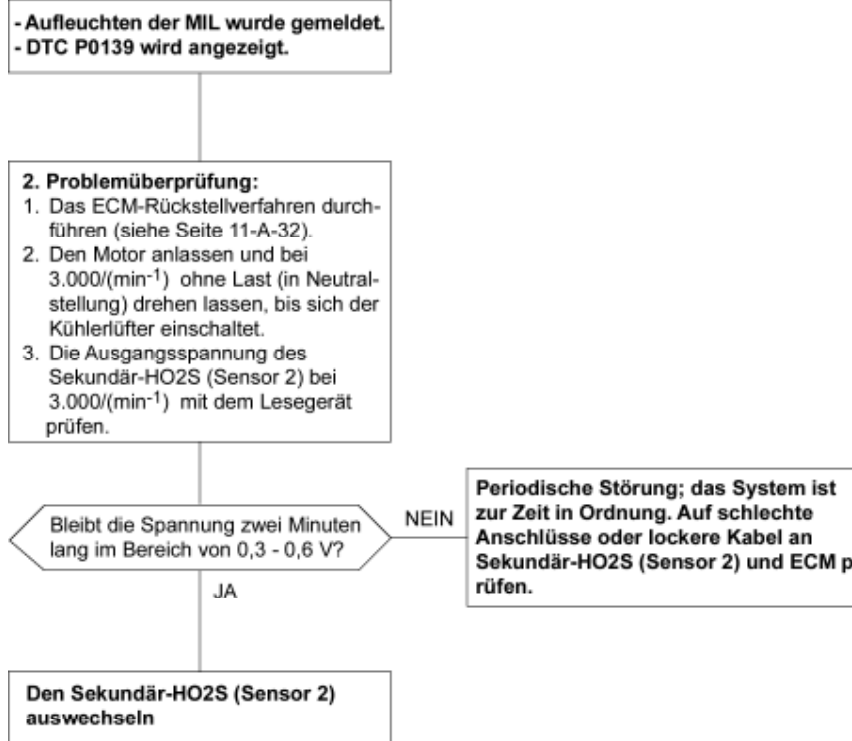 - Aufleuchten der MIL wurde gemeldet.
- DTC P0139 wird angezeigt.
2. Problemüberprüfung:
1. Das ECM-Rückstellverfahren durch-
führen (siehe Seite 11-A-32).
2. Den Motor anlassen und bei
3.000/(min-1) ohne Last (in Neutral-
stellung) drehen lassen, bis sich der
Kühlerlüfter einschaltet.
3. Die Ausgangsspannung des
Sekundär-HO2S (Sensor 2) bei
3.000/(min-1) mit dem Lesegerät
prüfen.
Bleibt die Spannung zwei Minuten
lang im Bereich von 0,3 - 0,6 V?
NEIN
Periodische Störung; das System ist
zur Zeit in Ordnung. Auf schlechte
Anschlüsse oder lockere Kabel an
Sekundär-HO2S (Sensor 2) und ECM p
rüfen.
JA
Den Sekundär-HO2S (Sensor 2)
auswechseln